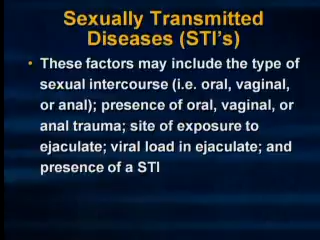 Sexually Transmitted
Diseases (STI's)
• These factors may include the type of
sexual intercourse (i.e. oral, vaginal,
or anal); presence of oral, vaginal, or
anal trauma; site of exposure to
ejaculate; viral load in ejaculate; and
presence of a STI